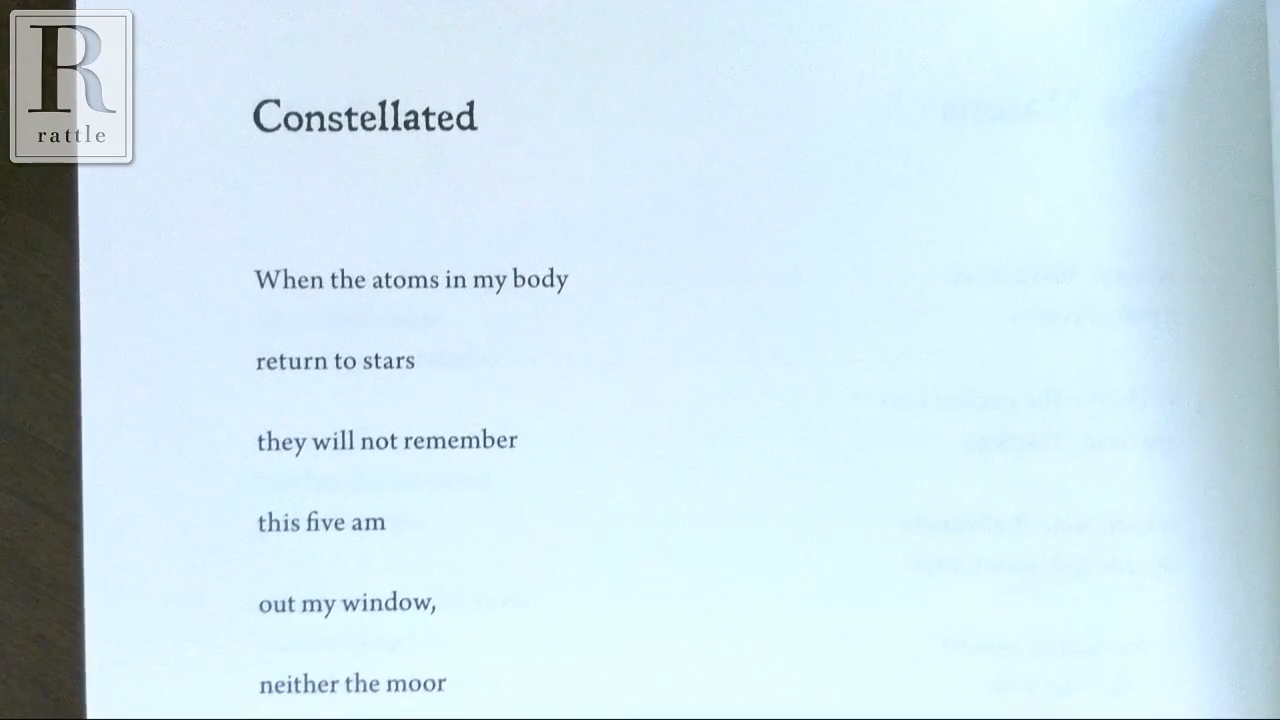 R
rattle
Constellated
When the atoms in my body
return to stars
they will not remember
this five am
out my window,
neither the moor